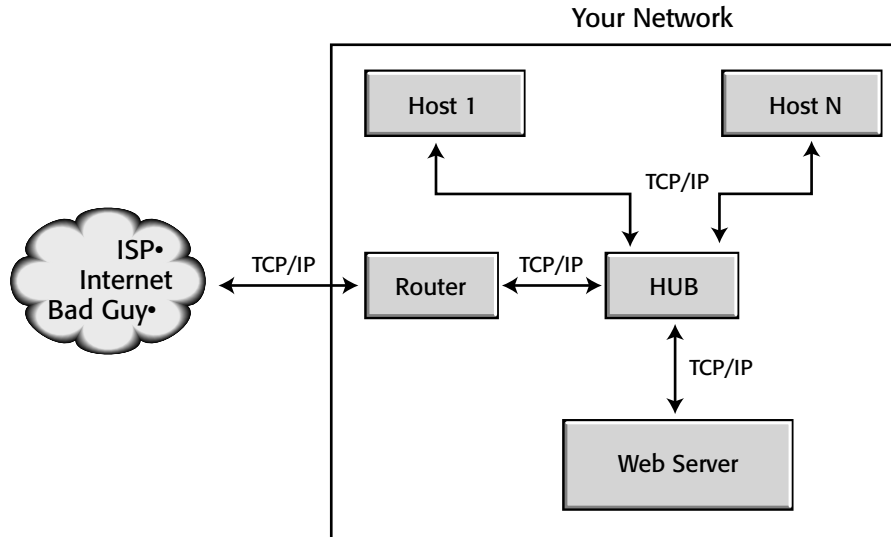 Your Network
Host 1
Host N
TCP/IP
ISP•
Internet
Bad Guy•
TCP/IP
Router
TCP/IP
HUB
TCP/IP
Web Server